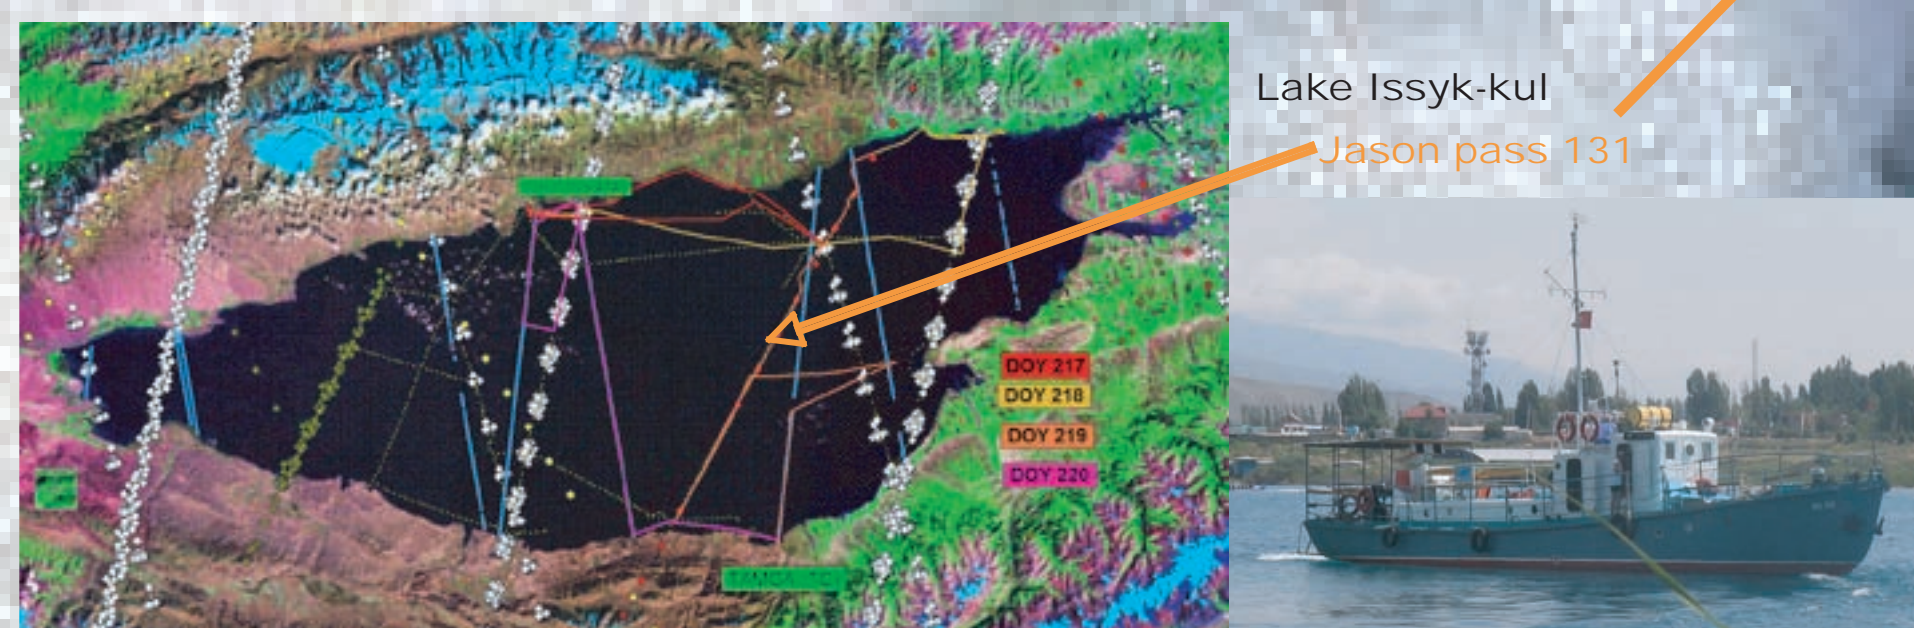 Lake Issyk-kul
Jason pass 131
DOY 217
DOY 218
DOY 219
DOY 220